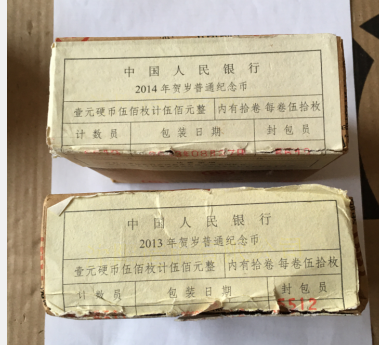 中国人民银行
2014年贺岁普通纪念币
壹元硬币伍佰枚计伍佰元整 内有拾卷 每卷伍拾枚
计数员 包装日期 封包员
中国人民银行
2013年贺岁普通纪念币
壹元硬币伍佰枚计伍佰元整 内有拾卷 每卷伍拾枚
计数员 包装日期 封包员